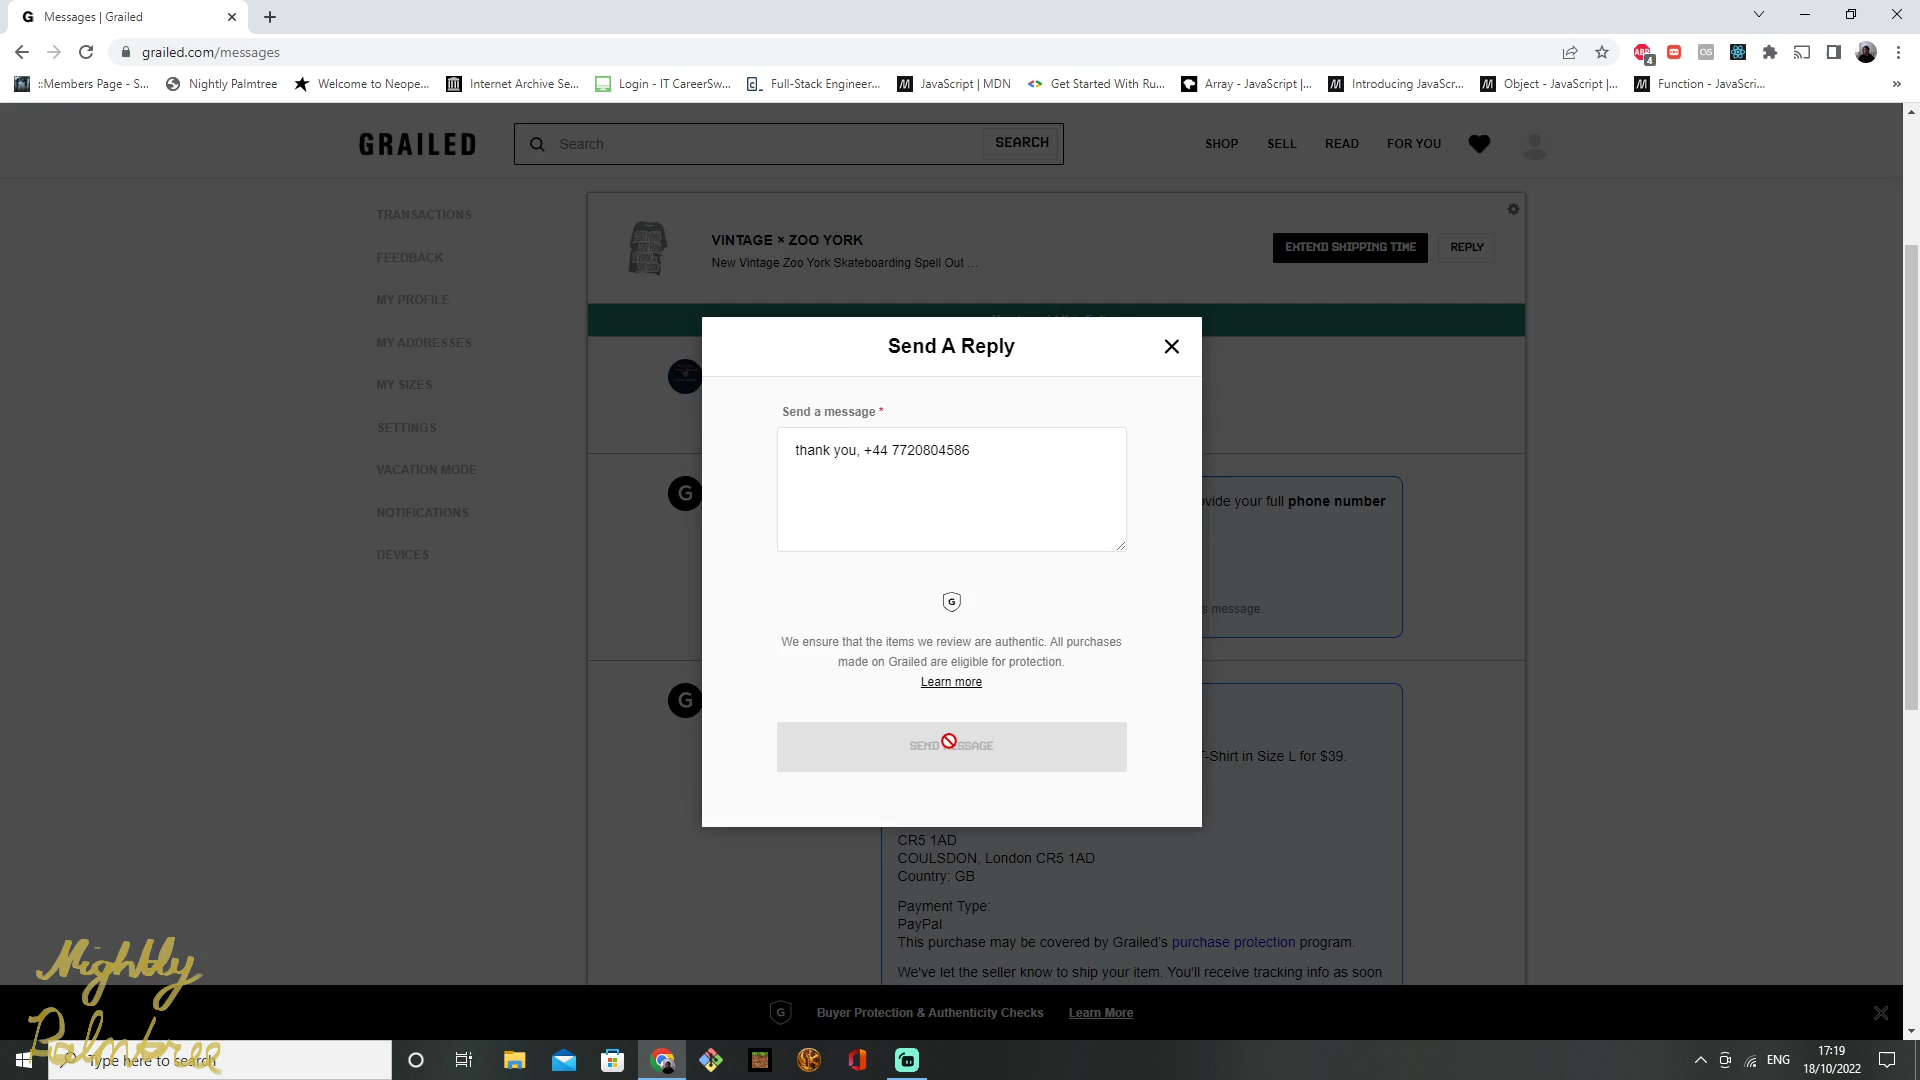 G Messages | Grailed
grailed.com/messages
::Members Page - S...
Nightly Palmtree
Welcome to Neope...
Internet Archive Se...
Login - IT CareerSw...
Full-Stack Engineer...
JavaScript | MDN
Get Started With Ru...
Array - JavaScript |...
Introducing JavaScr...
Object - JavaScript |...
Function - JavaScri...
GRAILED
Search
SEARCH
SHOP
SELL
READ
FOR YOU
TRANSACTIONS
FEEDBACK
MY PROFILE
MY ADDRESSES
MY SIZES
SETTINGS
VACATION MODE
NOTIFICATIONS
DEVICES
VINTAGE × ZOO YORK
New Vintage Zoo York Skateboarding Spell Out ...
EXTEND SHIPPING TIME
REPLY
Send A Reply
Send a message *
thank you, +44 7720804586
We ensure that the items we review are authentic. All purchases
made on Grailed are eligible for protection.
Learn more
SEND MESSAGE
vide your full phone number
s message.
-Shirt in Size L for $39.
CR5 1AD
COULSDON, London CR5 1AD
Country: GB
Payment Type:
PayPal
This purchase may be covered by Grailed's purchase protection program.
We've let the seller know to ship your item. You'll receive tracking info as soon
Buyer Protection & Authenticity Checks
Learn More
Nightly
Palmtree
Type here to search
ENG
17:19
18/10/2022